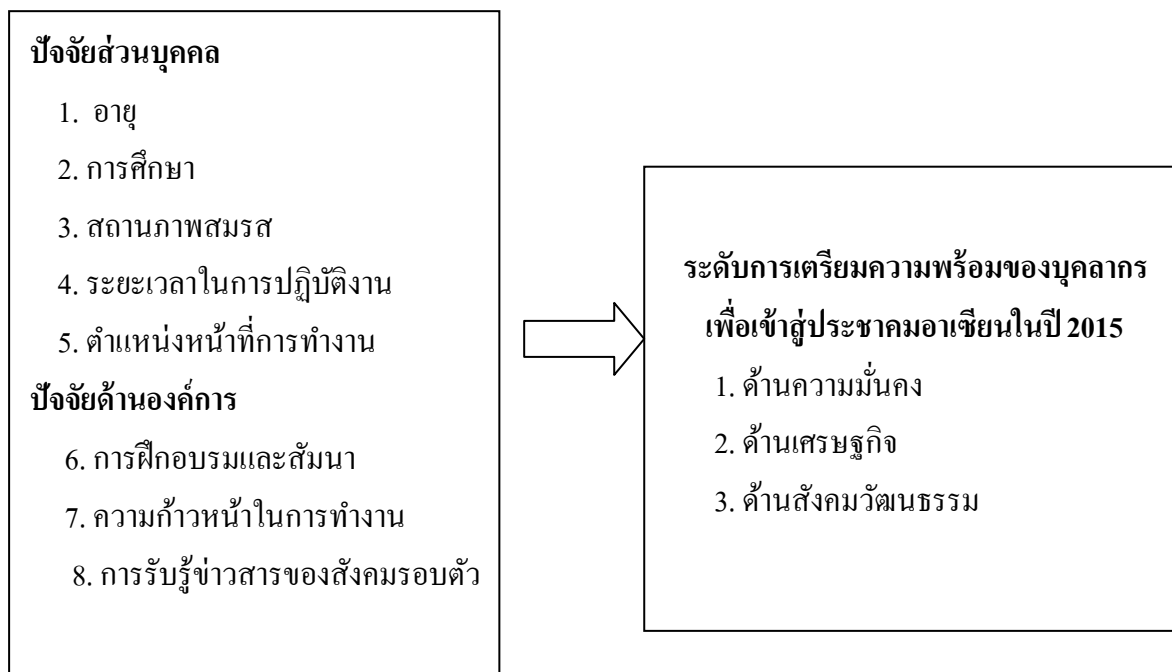 ปัจจัยส่วนบุคคล
1. อายุ
2. การศึกษา
3. สถานภาพสมรส
4. ระยะเวลาในการปฏิบัติงาน
5. ตำแหน่งหน้าที่การทำงาน
ปัจจัยด้านองค์การ
6. การฝึกอบรมและสัมนา
7. ความก้าวหน้าในการทำงาน
8. การรับรู้ข่าวสารของสังคมรอบตัว
ระดับการเตรียมความพร้อมของบุคลากร
เพื่อเข้าสู่ประชาคมอาเซียนในปี 2015
1. ด้านความมั่นคง
2. ด้านเศรษฐกิจ
3. ด้านสังคมวัฒนธรรม